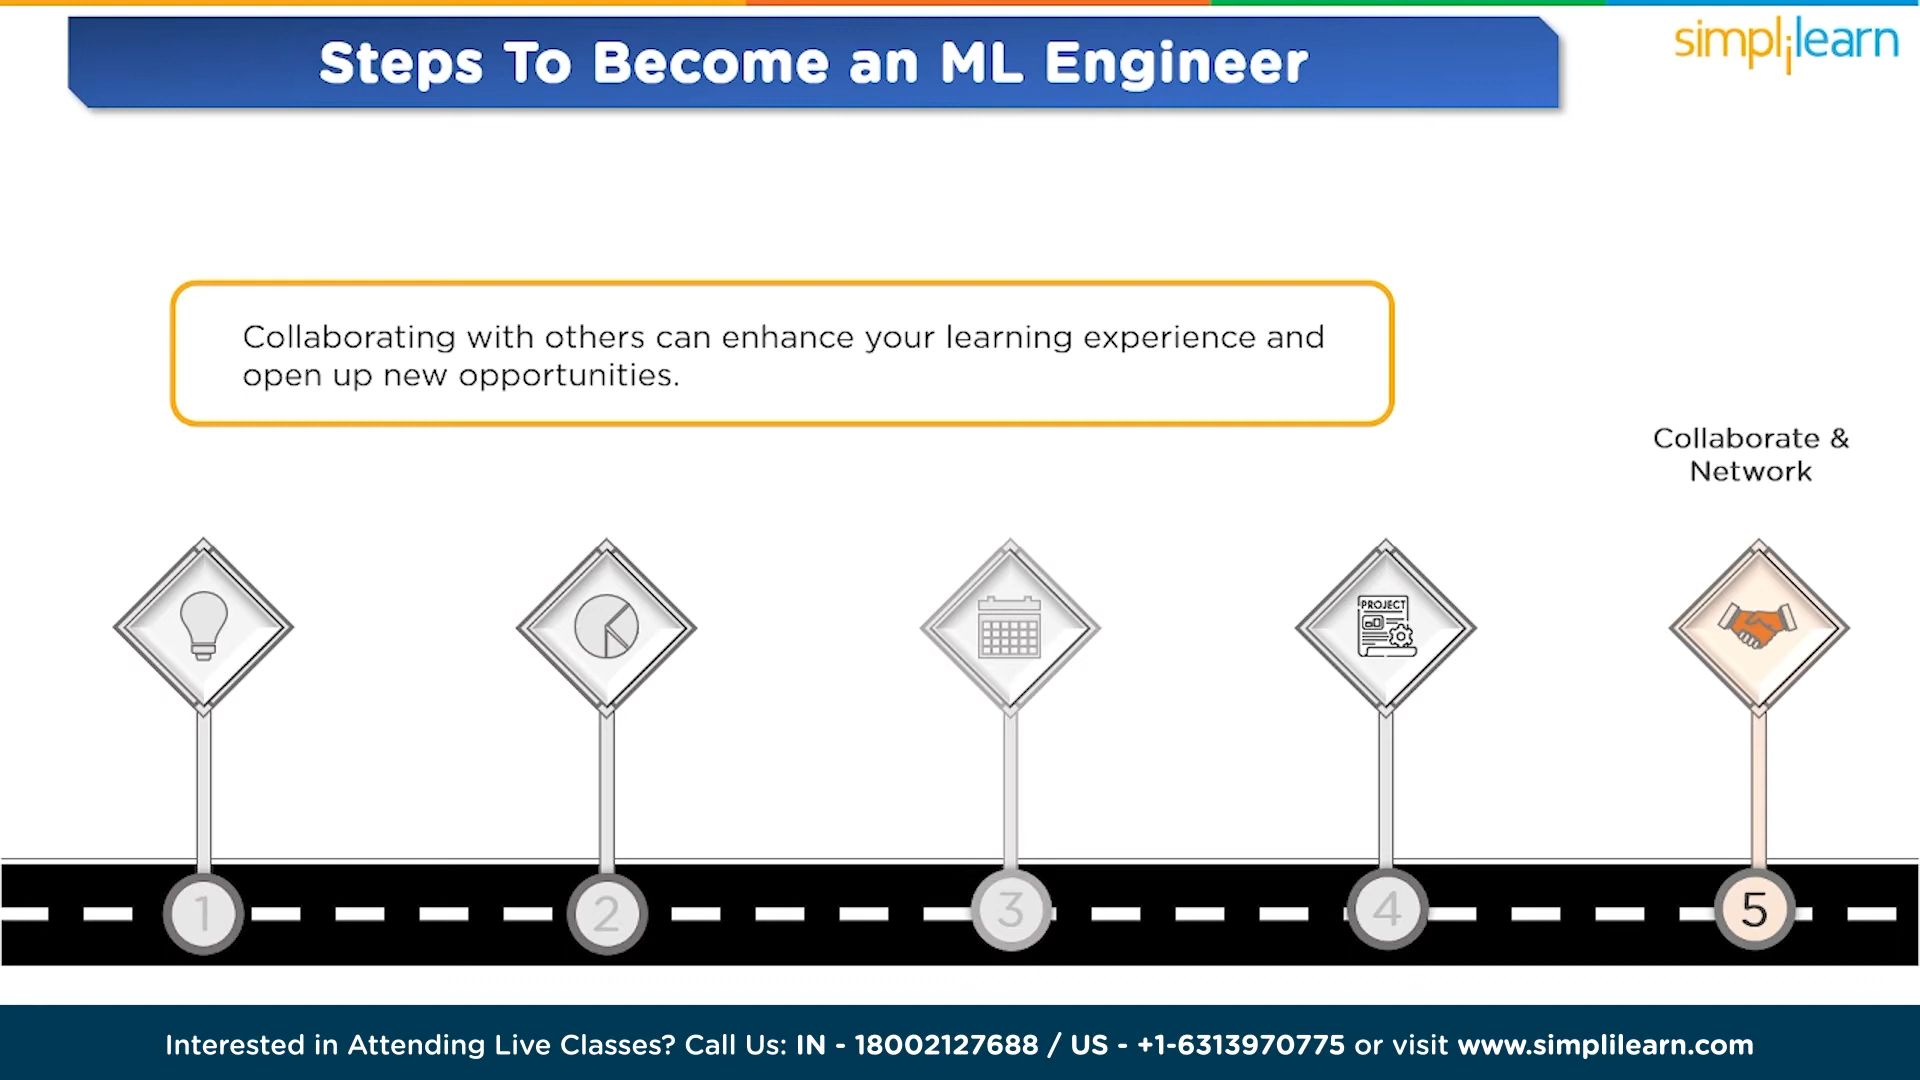 Steps To Become an ML Engineer
simplilearn
Collaborating with others can enhance your learning experience and
open up new opportunities.
Collaborate &
Network
PROJECT
1
2
3
4
5
Interested in Attending Live Classes? Call Us: IN - 18002127688 / US - +1-6313970775 or visit www.simplilearn.com